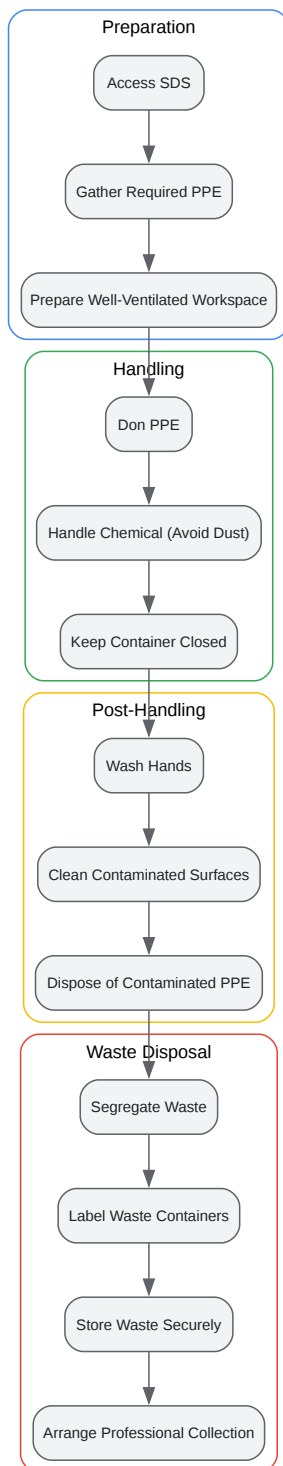 Preparation
Access SDS
Gather Required PPE
Prepare Well-Ventilated Workspace
Handling
Don PPE
Handle Chemical (Avoid Dust)
Keep Container Closed
Post-Handling
Wash Hands
Clean Contaminated Surfaces
Dispose of Contaminated PPE
Waste Disposal
Segregate Waste
Label Waste Containers
Store Waste Securely
Arrange Professional Collection